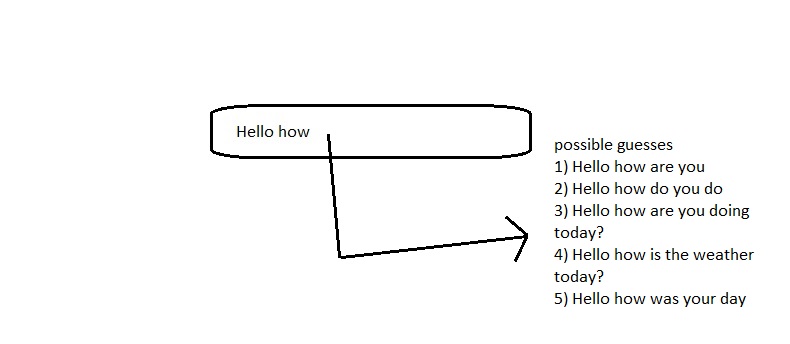 Hello how
possible guesses
1) Hello how are you
2) Hello how do you do
3) Hello how are you doing
today?
4) Hello how is the weather
today?
5) Hello how was your day